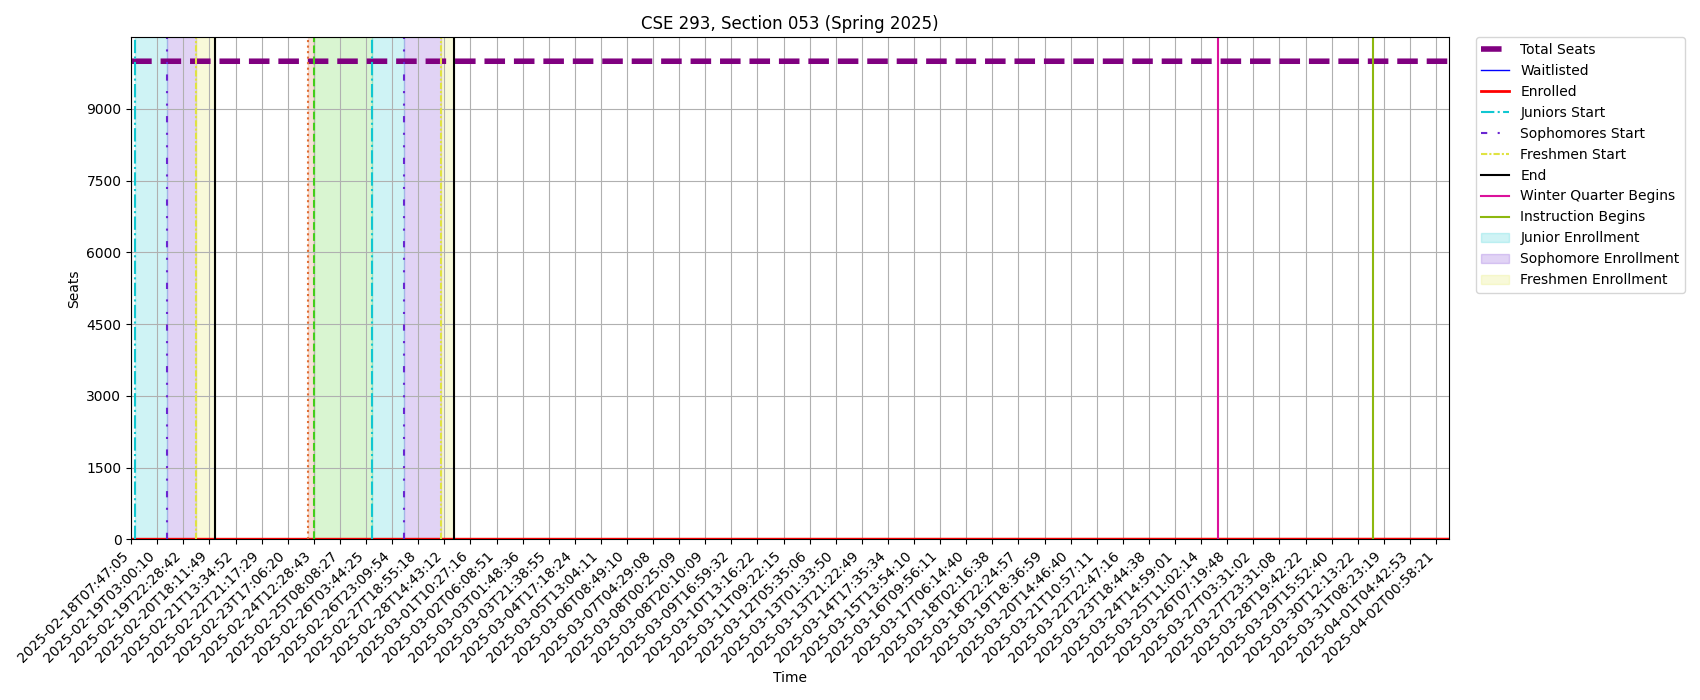 CSE 293, Section 053 (Spring 2025)
Total Seats
Waitlisted
Enrolled
Juniors Start
Sophomores Start
Freshmen Start
End
Winter Quarter Begins
Instruction Begins
Junior Enrollment
Sophomore Enrollment
Freshmen Enrollment
Seats
9000
7500
6000
4500
3000
1500
0
2025-02-18T07:47:05
2025-02-19T03:00:10
2025-02-19T22:28:42
2025-02-20T18:11:49
2025-02-21T13:34:52
2025-02-22T21:17:29
2025-02-23T17:06:20
2025-02-24T12:28:43
2025-02-25T08:08:27
2025-02-26T03:44:25
2025-02-26T23:09:54
2025-02-27T18:55:18
2025-02-28T14:43:12
2025-03-01T10:27:16
2025-03-02T06:08:51
2025-03-03T01:48:36
2025-03-03T21:38:55
2025-03-04T17:18:24
2025-03-05T13:04:11
2025-03-06T08:49:10
2025-03-07T04:29:08
2025-03-08T00:25:09
2025-03-08T20:10:09
2025-03-09T16:59:32
2025-03-10T13:16:22
2025-03-11T09:22:15
2025-03-12T05:35:06
2025-03-13T01:33:50
2025-03-13T21:22:49
2025-03-14T17:35:34
2025-03-15T13:54:10
2025-03-16T09:56:11
2025-03-17T06:14:40
2025-03-18T02:16:38
2025-03-18T22:24:57
2025-03-19T18:36:59
2025-03-20T14:46:40
2025-03-21T10:57:11
2025-03-22T22:47:16
2025-03-23T18:44:38
2025-03-24T14:59:01
2025-03-25T11:02:14
2025-03-26T07:19:48
2025-03-27T03:31:02
2025-03-27T23:31:08
2025-03-28T19:42:22
2025-03-29T15:52:40
2025-03-30T12:13:22
2025-03-31T08:23:19
2025-04-01T04:42:53
2025-04-02T00:58:21
Time